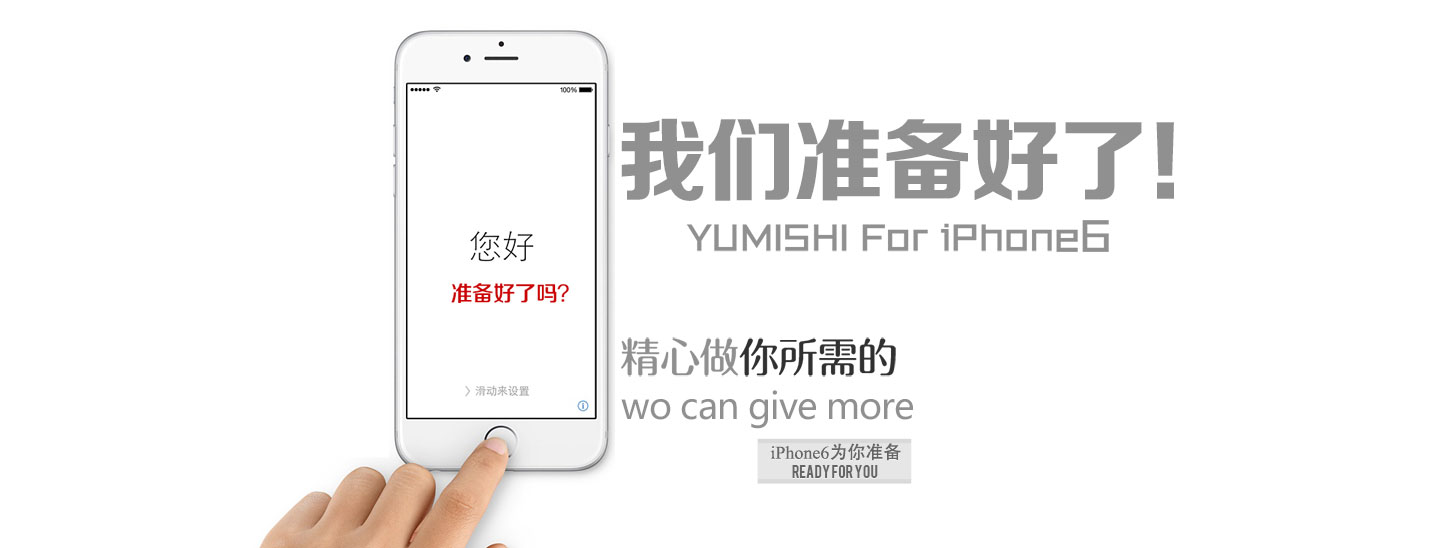 100%
您好
准备好了吗?
〉滑动来设置
我们准备好了!
YUMISHI For iPhone6
精心做你所需的
wo can give more
iPhone6为你准备
READY FOR YOU